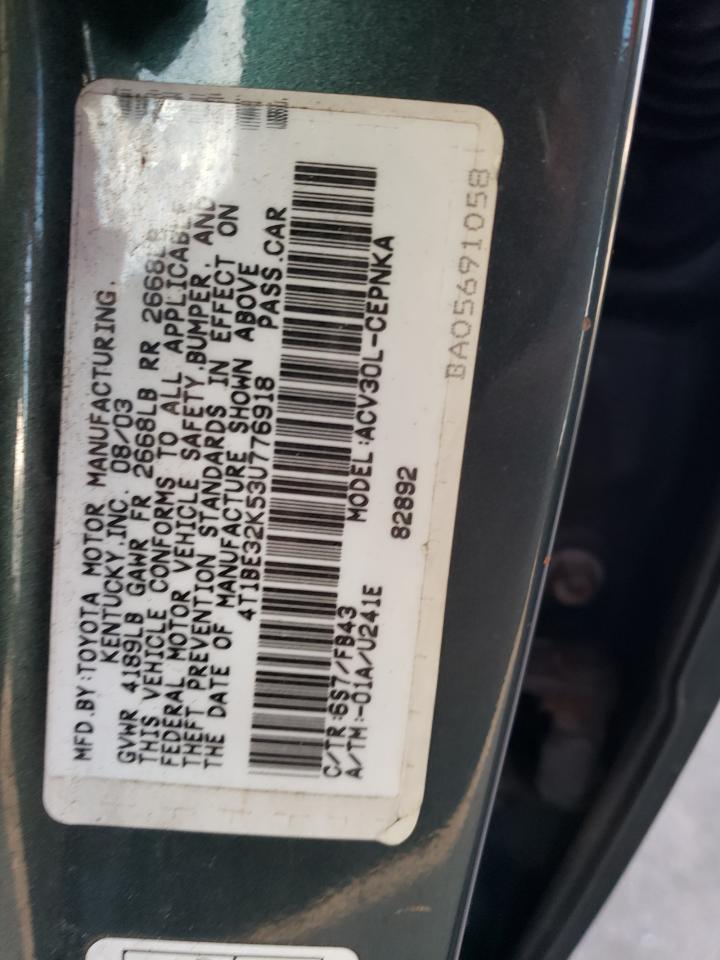 MFD.BY:TOYOTA MOTOR MANUFACTURING,
KENTUCKY,INC. 08/03
GVWR 4189LB GAWR FR 2668LB RR 2668LB
THIS VEHICLE CONFORMS TO ALL APPLICABLE
FEDERAL MOTOR VEHICLE SAFETY,BUMPER, AND
THEFT PREVENTION STANDARDS IN EFFECT ON
THE DATE OF MANUFACTURE SHOWN ABOVE
4T1BE32K53U776918 PASS.CAR
C/TR:6S7/FB43 MODEL:ACV30L-CEPNKA
A/TM:-01A/U241E
82892
BA05691058